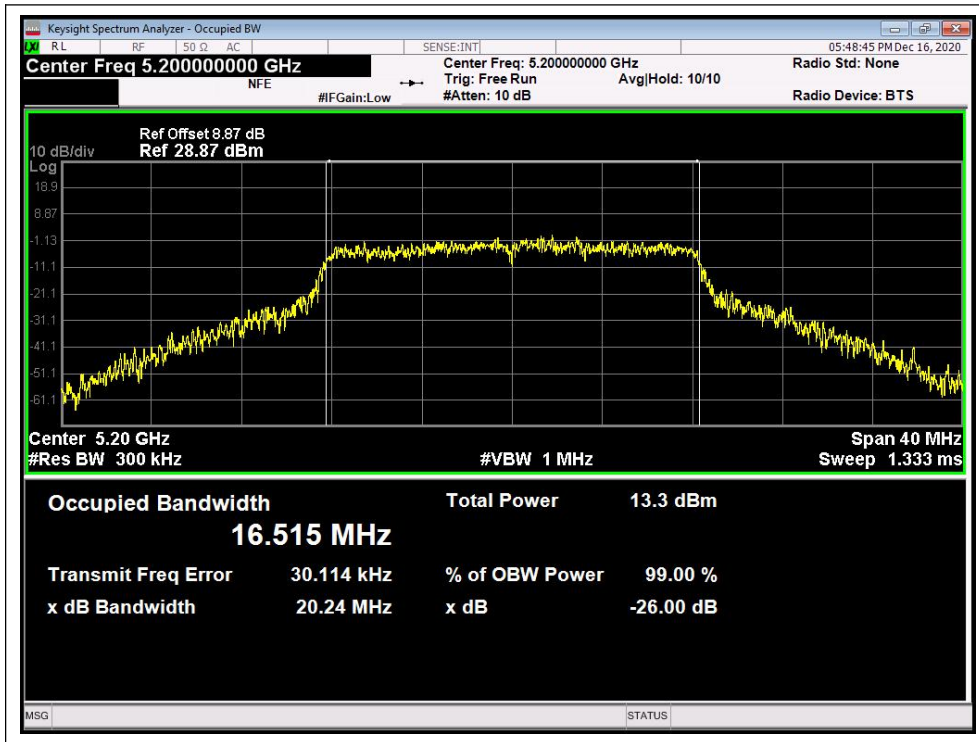 Keysight Spectrum Analyzer - Occupied BW
LXI RL RF 50 Ω AC SENSE:INT 05:48:45 PM Dec 16, 2020
Center Freq 5.200000000 GHz Center Freq: 5.200000000 GHz Radio Std: None
NFE Trig: Free Run Avg|Hold: 10/10
#IFGain:Low #Atten: 10 dB Radio Device: BTS
Ref Offset 8.87 dB
10 dB/div Ref 28.87 dBm
Log
18.9
8.87
-1.13
-11.1
-21.1
-31.1
-41.1
-51.1
-61.1
Center 5.20 GHz Span 40 MHz
#Res BW 300 kHz #VBW 1 MHz Sweep 1.333 ms
Occupied Bandwidth Total Power 13.3 dBm
16.515 MHz
Transmit Freq Error 30.114 kHz % of OBW Power 99.00 %
x dB Bandwidth 20.24 MHz x dB -26.00 dB
MSG STATUS